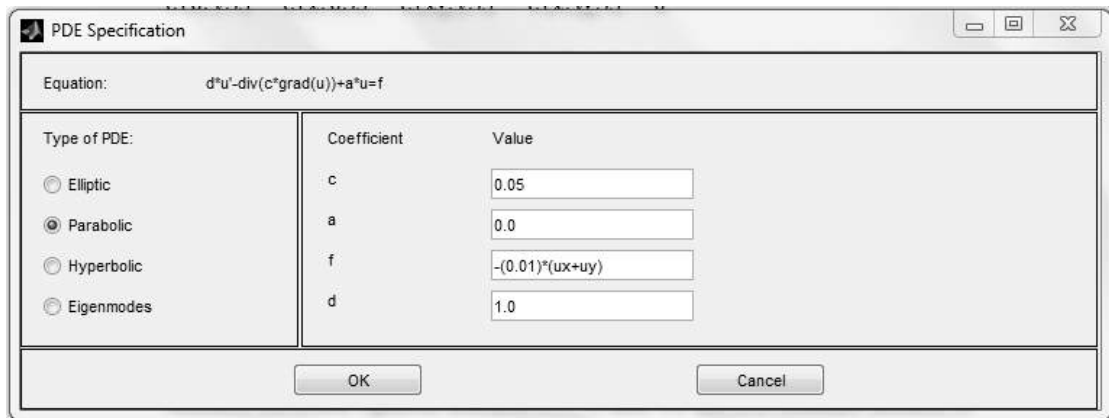 PDE Specification
Equation: d*u'-div(c*grad(u))+a*u=f
Type of PDE: Coefficient Value
Elliptic c 0.05
Parabolic a 0.0
Hyperbolic f -(0.01)*(ux+uy)
Eigenmodes d 1.0
OK Cancel